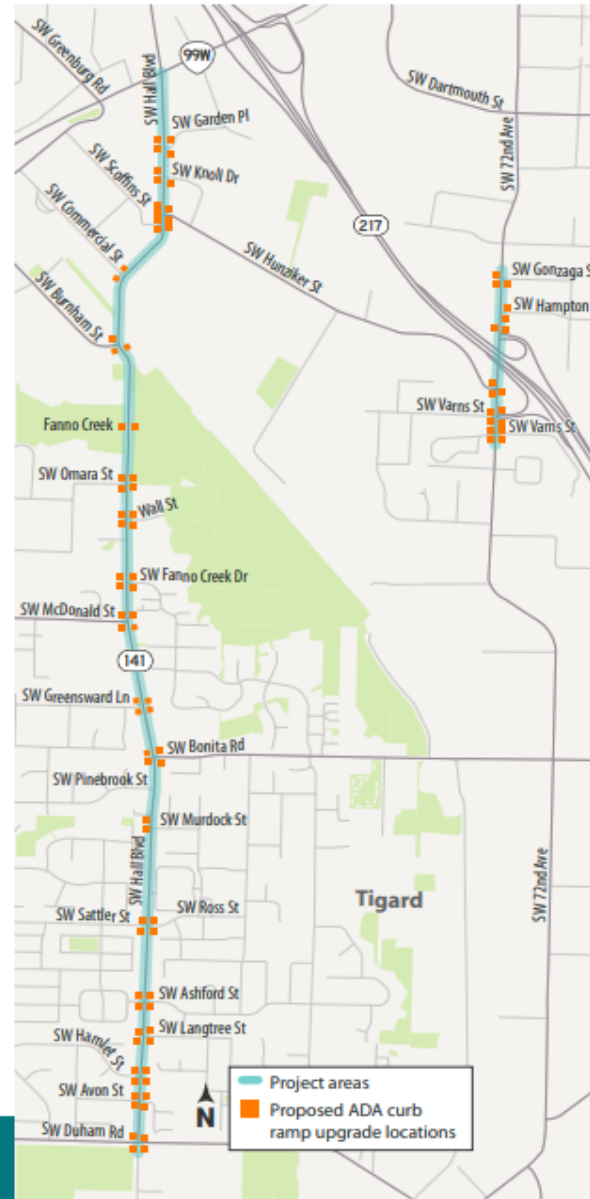 SW Greenburg Rd
SW Hall Blvd
99W
SW Dartmouth St
SW Garden Pl
SW 72nd Ave
SW Scoffins St
SW Knoll Dr
217
SW Commercial St
SW Hunziker St
SW Gonzaga S
SW Burnham St
SW Hampton
SW Varns St
SW Varns St
Fanno Creek
SW Omara St
Wall St
SW Fanno Creek Dr
SW McDonald St
141
SW Greensward Ln
SW Bonita Rd
SW Pinebrook St
SW Murdock St
SW Hall Blvd
Tigard
SW 72nd Ave
SW Sattler St
SW Ross St
SW Ashford St
SW Langtree St
SW Hamlet St
SW Avon St
N
SW Duham Rd
Project areas
Proposed ADA curb
ramp upgrade locations